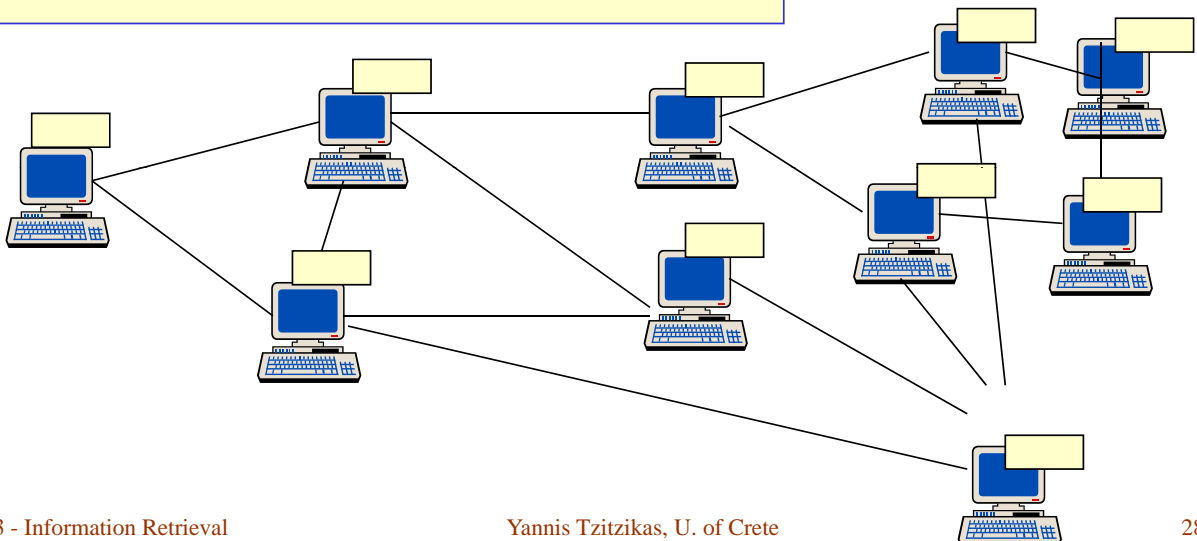 3 - Information Retrieval
Yannis Tzitzikas, U. of Crete
28